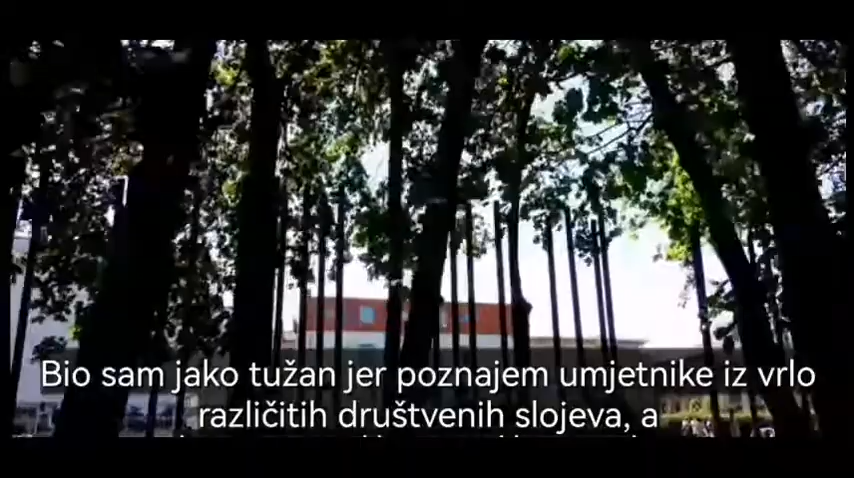 Bio sam jako tužan jer poznajem umjetnike iz vrlo
različitih društvenih slojeva, a